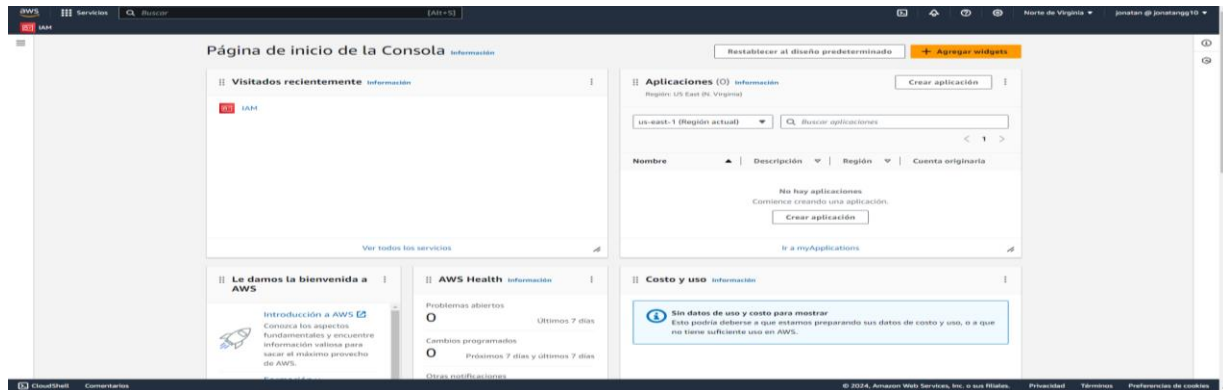 aws
Servicios
Buscar
[Alt+S]
Norte de Virginia
jonatan @ jonatangg10
IAM
Página de inicio de la Consola Información
Restablecer al diseño predeterminado
+ Agregar widgets
Visitados recientemente Información
IAM
Ver todos los servicios
Aplicaciones (0) Información
Región: US East (N. Virginia)
Crear aplicación
us-east-1 (Región actual)
Buscar aplicaciones
1
Nombre
Descripción
Región
Cuenta originaria
No hay aplicaciones
Comience creando una aplicación.
Crear aplicación
Ir a myApplications
Le damos la bienvenida a
AWS
Introducción a AWS
Conozca los aspectos
fundamentales y encuentre
información valiosa para
sacar el máximo provecho
de AWS.
AWS Health Información
Problemas abiertos
0
Últimos 7 días
Cambios programados
0
Próximos 7 días y últimos 7 días
Otras notificaciones
Costo y uso Información
Sin datos de uso y costo para mostrar
Esto podría deberse a que estamos preparando sus datos de costo y uso, o a que
no tiene suficiente uso en AWS.
CloudShell
Comentarios
© 2024, Amazon Web Services, Inc. o sus filiales.
Privacidad
Términos
Preferencias de cookies